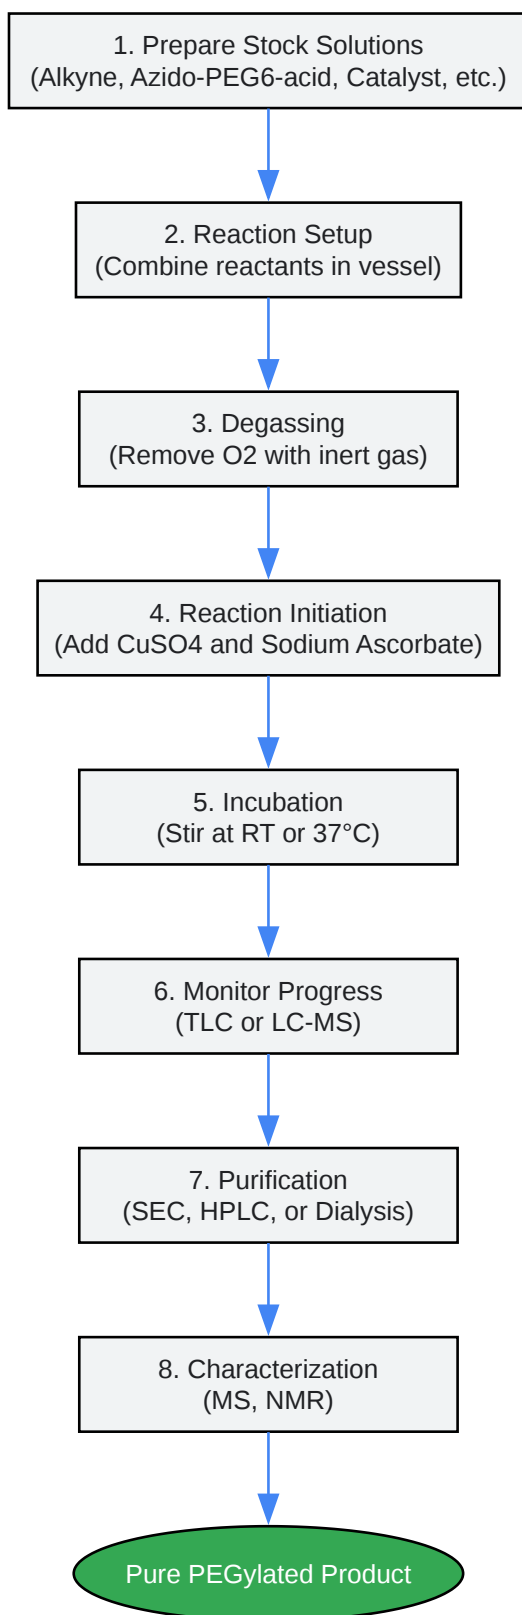 1. Prepare Stock Solutions
(Alkyne, Azido-PEG6-acid, Catalyst, etc.)
2. Reaction Setup
(Combine reactants in vessel)
3. Degassing
(Remove O2 with inert gas)
4. Reaction Initiation
(Add CuSO4 and Sodium Ascorbate)
5. Incubation
(Stir at RT or 37°C)
6. Monitor Progress
(TLC or LC-MS)
7. Purification
(SEC, HPLC, or Dialysis)
8. Characterization
(MS, NMR)
Pure PEGylated Product